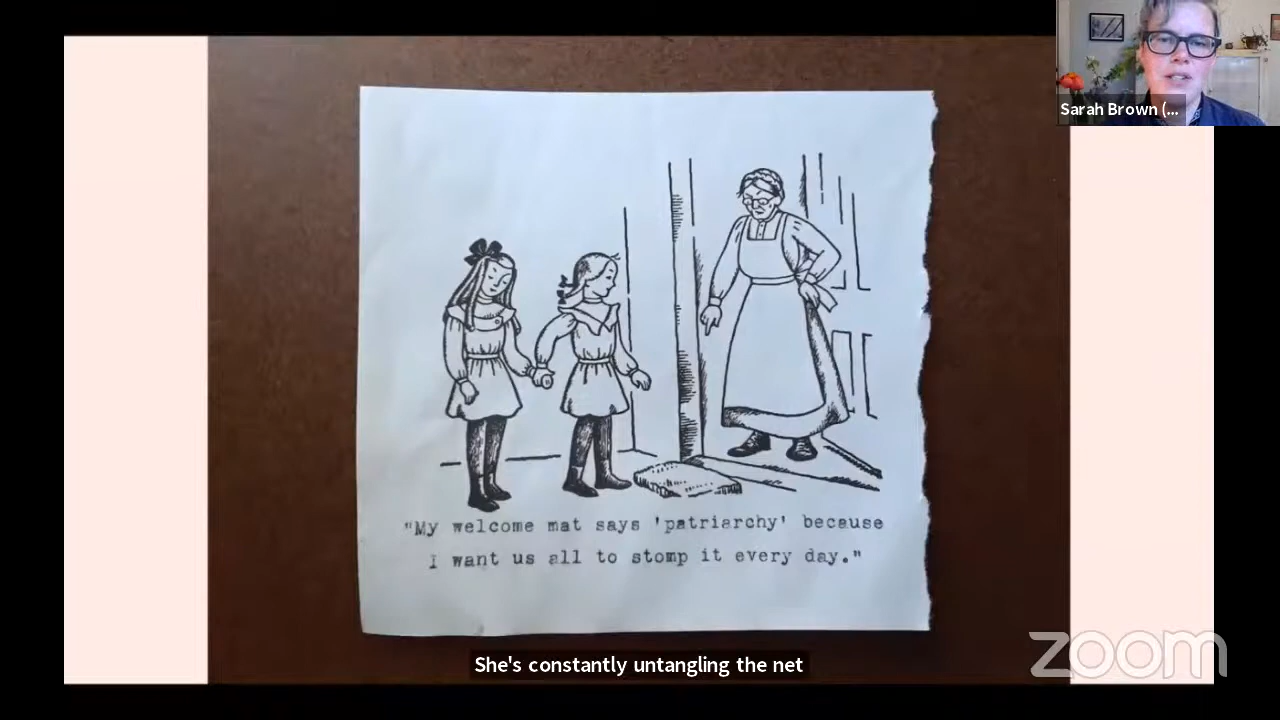 Sarah Brown (...
"My welcome mat says 'patriarchy' because
I want us all to stomp it every day."
She's constantly untangling the net
zoom